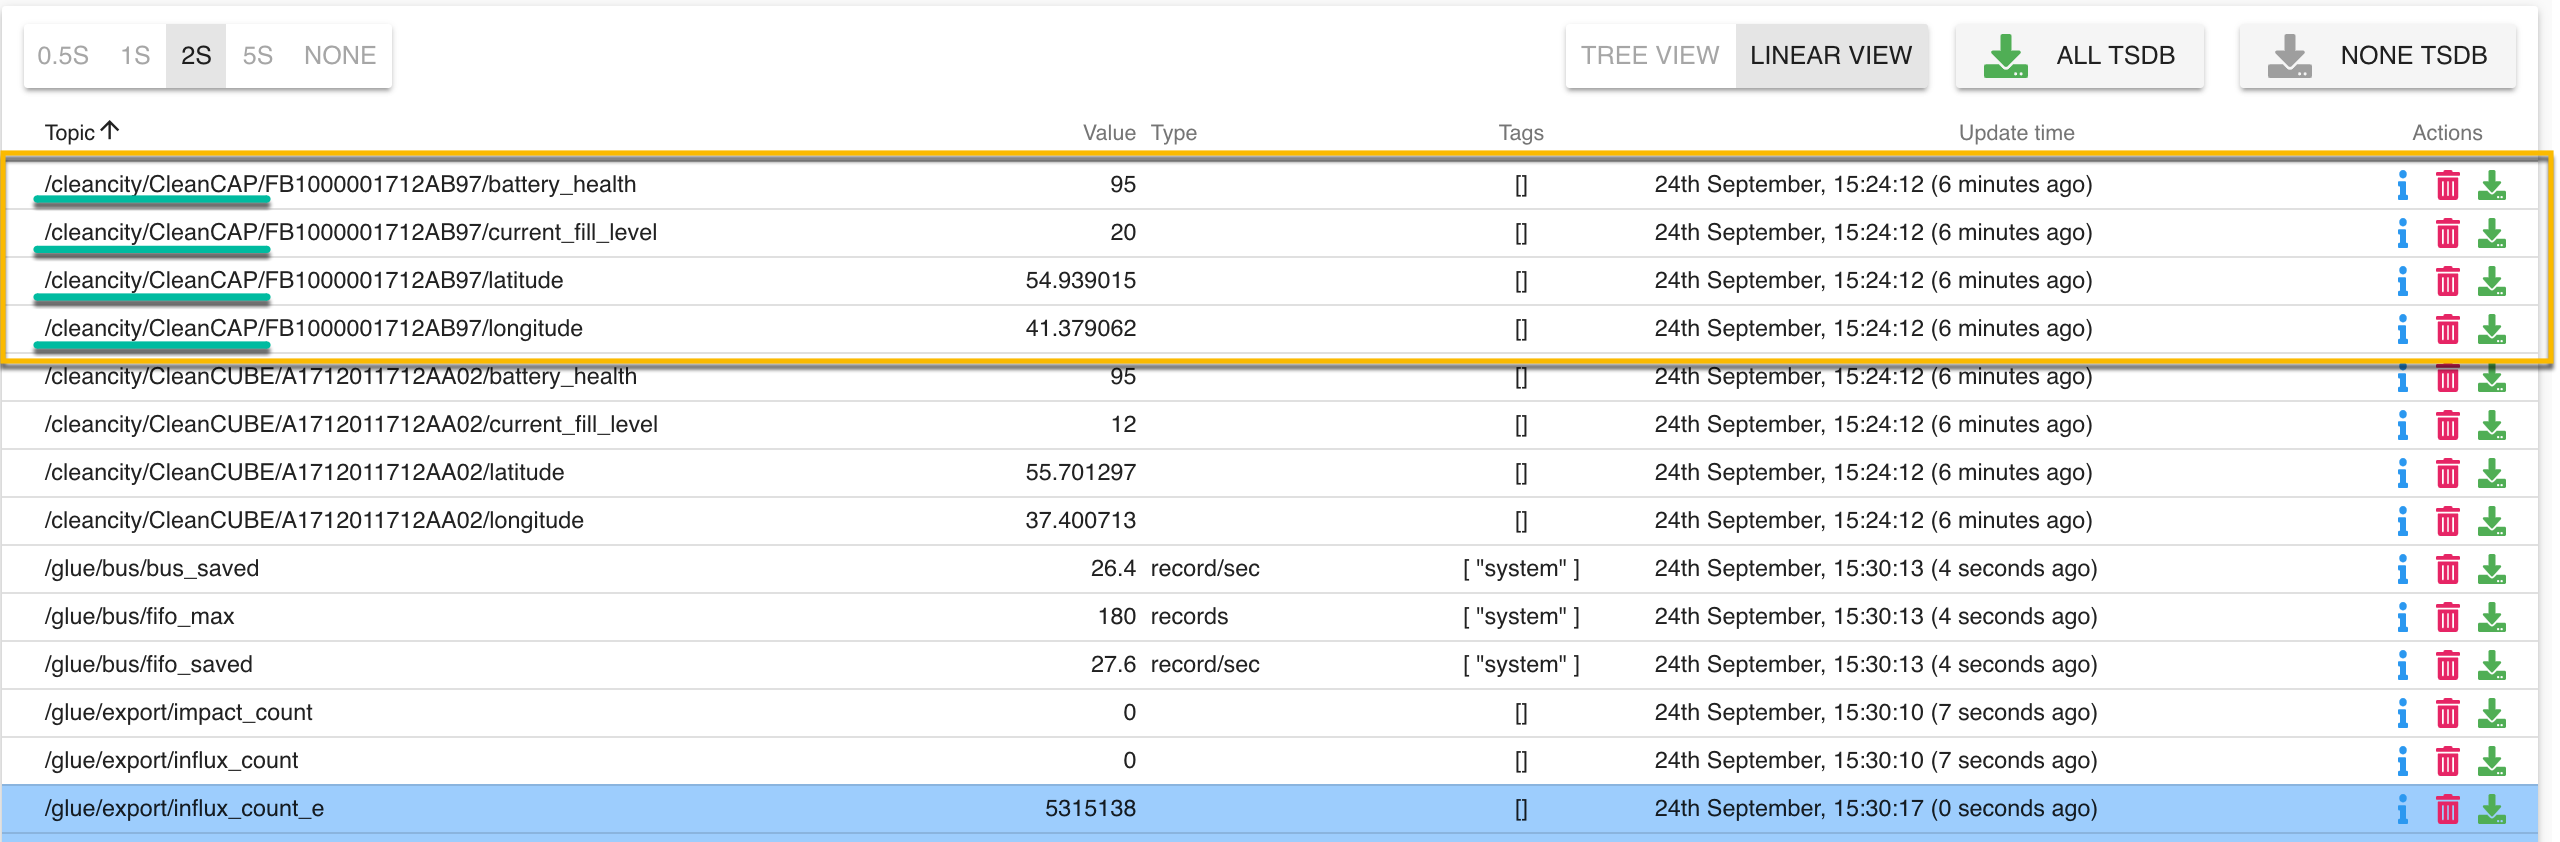 0.5S 1S 2S 5S NONE TREE VIEW LINEAR VIEW ALL TSDB NONE TSDB
Topic Value Type Tags Update time Actions
/cleancity/CleanCAP/FB1000001712AB97/battery_health 95 [] 24th September, 15:24:12 (6 minutes ago)
/cleancity/CleanCAP/FB1000001712AB97/current_fill_level 20 [] 24th September, 15:24:12 (6 minutes ago)
/cleancity/CleanCAP/FB1000001712AB97/latitude 54.939015 [] 24th September, 15:24:12 (6 minutes ago)
/cleancity/CleanCAP/FB1000001712AB97/longitude 41.379062 [] 24th September, 15:24:12 (6 minutes ago)
/cleancity/CleanCUBE/A1712011712AA02/battery_health 95 [] 24th September, 15:24:12 (6 minutes ago)
/cleancity/CleanCUBE/A1712011712AA02/current_fill_level 12 [] 24th September, 15:24:12 (6 minutes ago)
/cleancity/CleanCUBE/A1712011712AA02/latitude 55.701297 [] 24th September, 15:24:12 (6 minutes ago)
/cleancity/CleanCUBE/A1712011712AA02/longitude 37.400713 [] 24th September, 15:24:12 (6 minutes ago)
/glue/bus/bus_saved 26.4 record/sec [ "system" ] 24th September, 15:30:13 (4 seconds ago)
/glue/bus/fifo_max 180 records [ "system" ] 24th September, 15:30:13 (4 seconds ago)
/glue/bus/fifo_saved 27.6 record/sec [ "system" ] 24th September, 15:30:13 (4 seconds ago)
/glue/export/impact_count 0 [] 24th September, 15:30:10 (7 seconds ago)
/glue/export/influx_count 0 [] 24th September, 15:30:10 (7 seconds ago)
/glue/export/influx_count_e 5315138 [] 24th September, 15:30:17 (0 seconds ago)